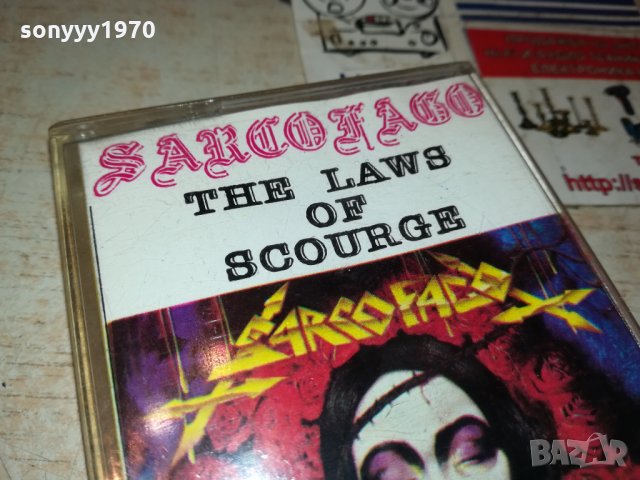 sonyyy1970
SARCOFAGO
THE LAWS
OF
SCOURGE
SARCOFAGO
http://
BAZAR